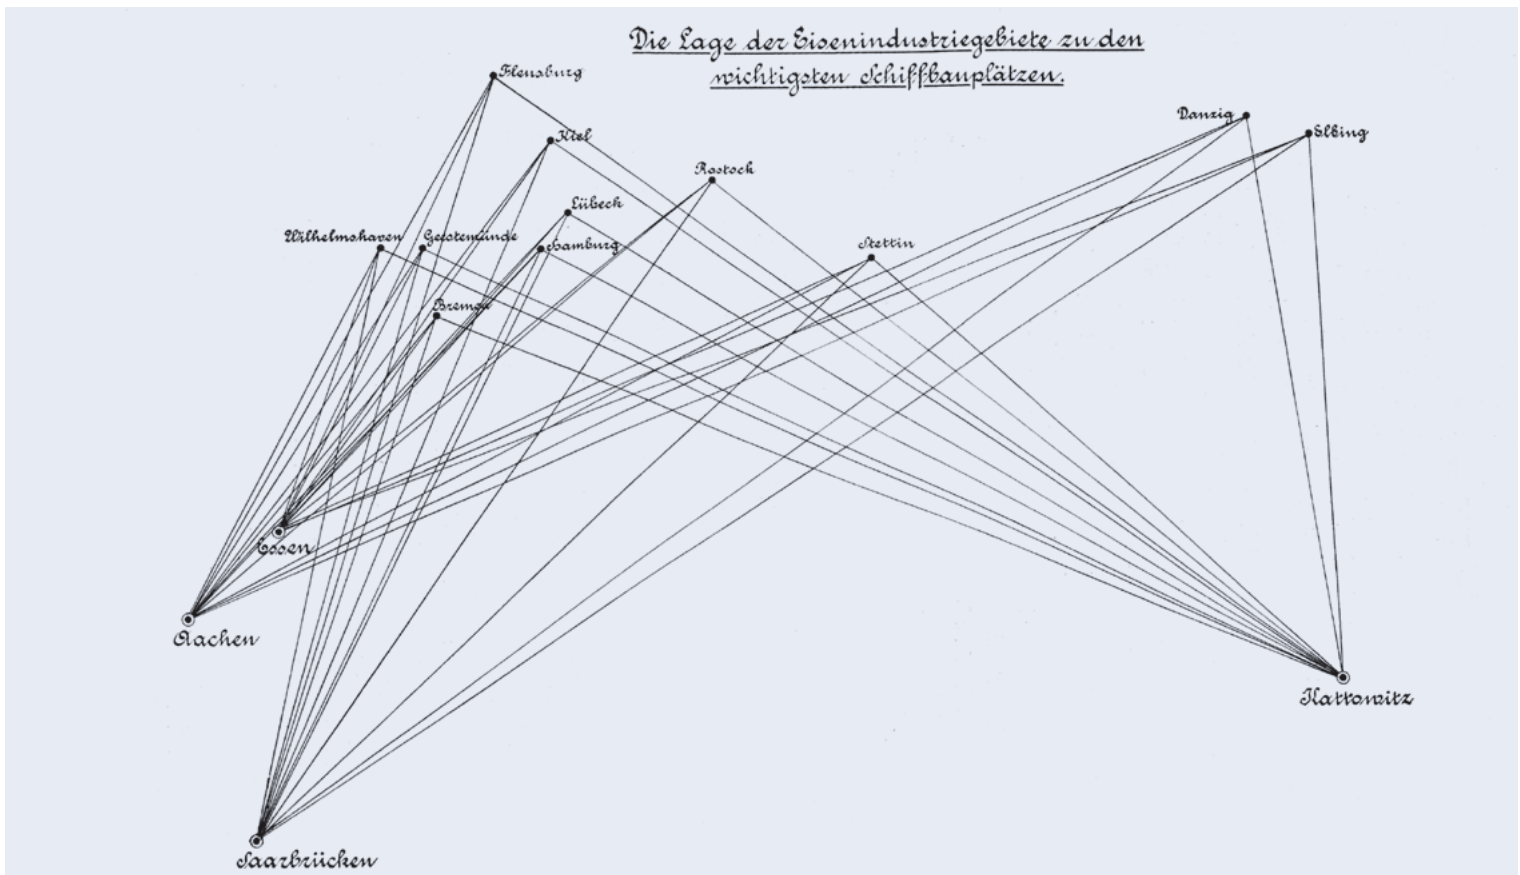 Die Lage der Eisenindustriegebiete zu den
wichtigsten Schiffbauplätzen.
Flensburg
Danzig
Elbing
Kiel
Rostock
Lübeck
Wilhelmshaven
Geestemünde
Hamburg
Stettin
Bremen
Essen
Aachen
Kattowitz
Saarbrücken